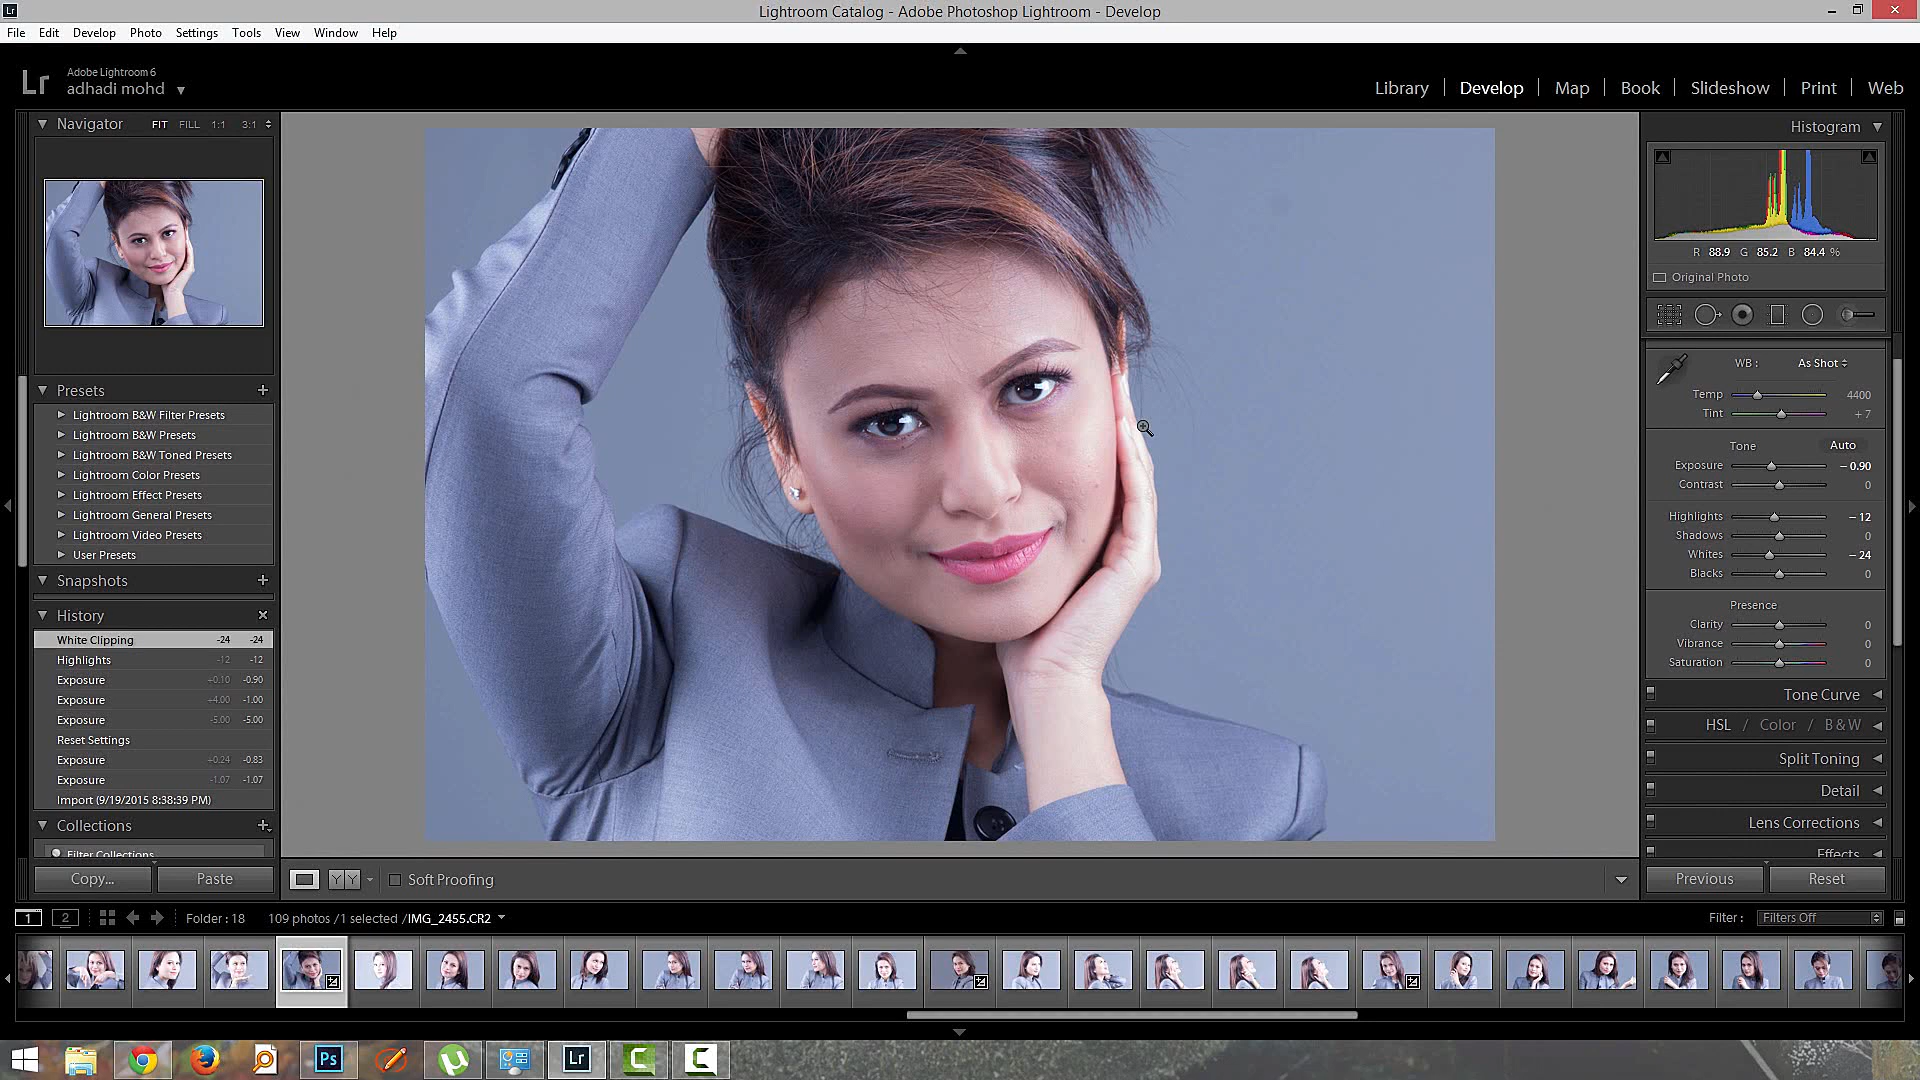 Lr Lightroom Catalog - Adobe Photoshop Lightroom - Develop
File Edit Develop Photo Settings Tools View Window Help
Lr Adobe Lightroom 6
adhadi mohd
Library Develop Map Book Slideshow Print Web
Navigator FIT FILL 1:1 3:1
Presets
Lightroom B&W Filter Presets
Lightroom B&W Presets
Lightroom B&W Toned Presets
Lightroom Color Presets
Lightroom Effect Presets
Lightroom General Presets
Lightroom Video Presets
User Presets
Snapshots
History
White Clipping -24 -24
Highlights -12 -12
Exposure +0.10 -0.90
Exposure +4.00 -1.00
Exposure -5.00 -5.00
Reset Settings
Exposure +0.24 -0.83
Exposure -1.07 -1.07
Import (9/19/2015 8:38:39 PM)
Collections
Filter Collections
Copy... Paste
Histogram
R 88.9 G 85.2 B 84.4 %
Original Photo
WB : As Shot
Temp 4400
Tint + 7
Tone Auto
Exposure − 0.90
Contrast 0
Highlights − 12
Shadows 0
Whites − 24
Blacks 0
Presence
Clarity 0
Vibrance 0
Saturation 0
Tone Curve
HSL / Color / B & W
Split Toning
Detail
Lens Corrections
Effects
Previous Reset
YY Soft Proofing
1 2 Folder : 18 109 photos / 1 selected / IMG_2455.CR2 Filter : Filters Off
Ps Lr C C